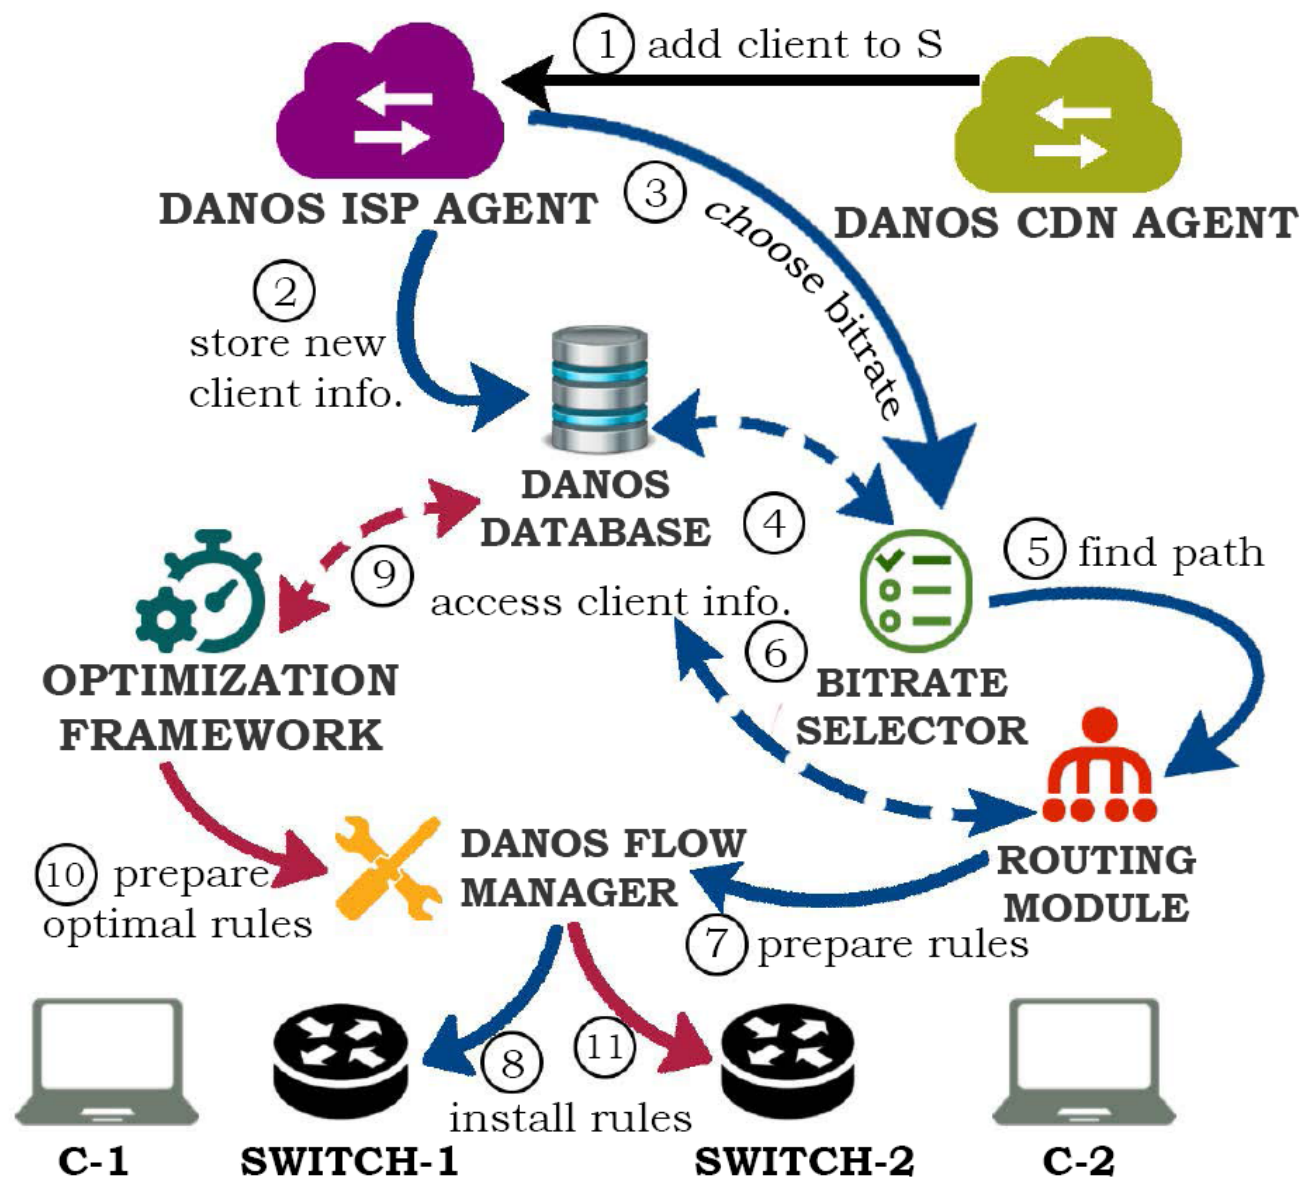 1 add client to S
DANOS ISP AGENT
DANOS CDN AGENT
3 choose bitrate
2
store new
client info.
DANOS
DATABASE
4
5 find path
9
access client info.
6
OPTIMIZATION
FRAMEWORK
BITRATE
SELECTOR
DANOS FLOW
MANAGER
ROUTING
MODULE
10 prepare
optimal rules
7 prepare rules
8
11
install rules
C-1
SWITCH-1
SWITCH-2
C-2